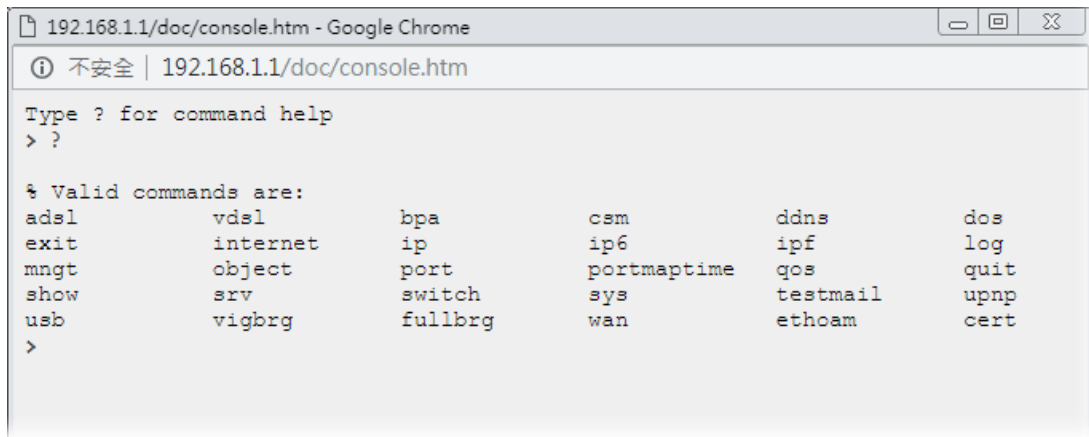 192.168.1.1/doc/console.htm - Google Chrome
不安全 | 192.168.1.1/doc/console.htm
Type ? for command help
> ?
% Valid commands are:
adsl vdsl bpa csm ddns dos
exit internet ip ip6 ipf log
mngt object port portmaptime qos quit
show srv switch sys testmail upnp
usb vigbrg fullbrg wan ethoam cert
>